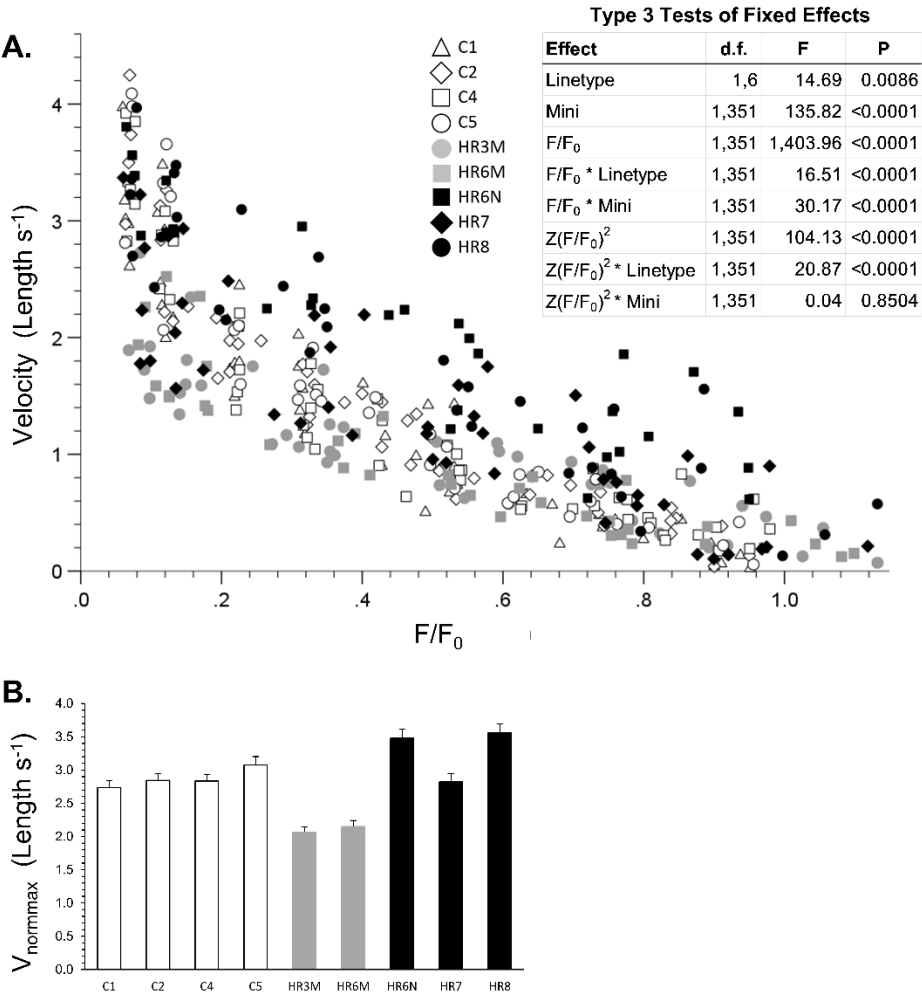 Type 3 Tests of Fixed Effects
A.
Effect d.f. F P
Linetype 1,6 14.69 0.0086
Mini 1,351 135.82 <0.0001
F/F₀ 1,351 1,403.96 <0.0001
F/F₀ * Linetype 1,351 16.51 <0.0001
F/F₀ * Mini 1,351 30.17 <0.0001
Z(F/F₀)² 1,351 104.13 <0.0001
Z(F/F₀)² * Linetype 1,351 20.87 <0.0001
Z(F/F₀)² * Mini 1,351 0.04 0.8504
C1
C2
C4
C5
HR3M
HR6M
HR6N
HR7
HR8
Velocity (Length s⁻¹)
4
3
2
1
0
.0 .2 .4 .6 .8 1.0
F/F₀
B.
Vnormmax (Length s⁻¹)
4.0
3.5
3.0
2.5
2.0
1.5
1.0
0.5
0.0
C1 C2 C4 C5 HR3M HR6M HR6N HR7 HR8